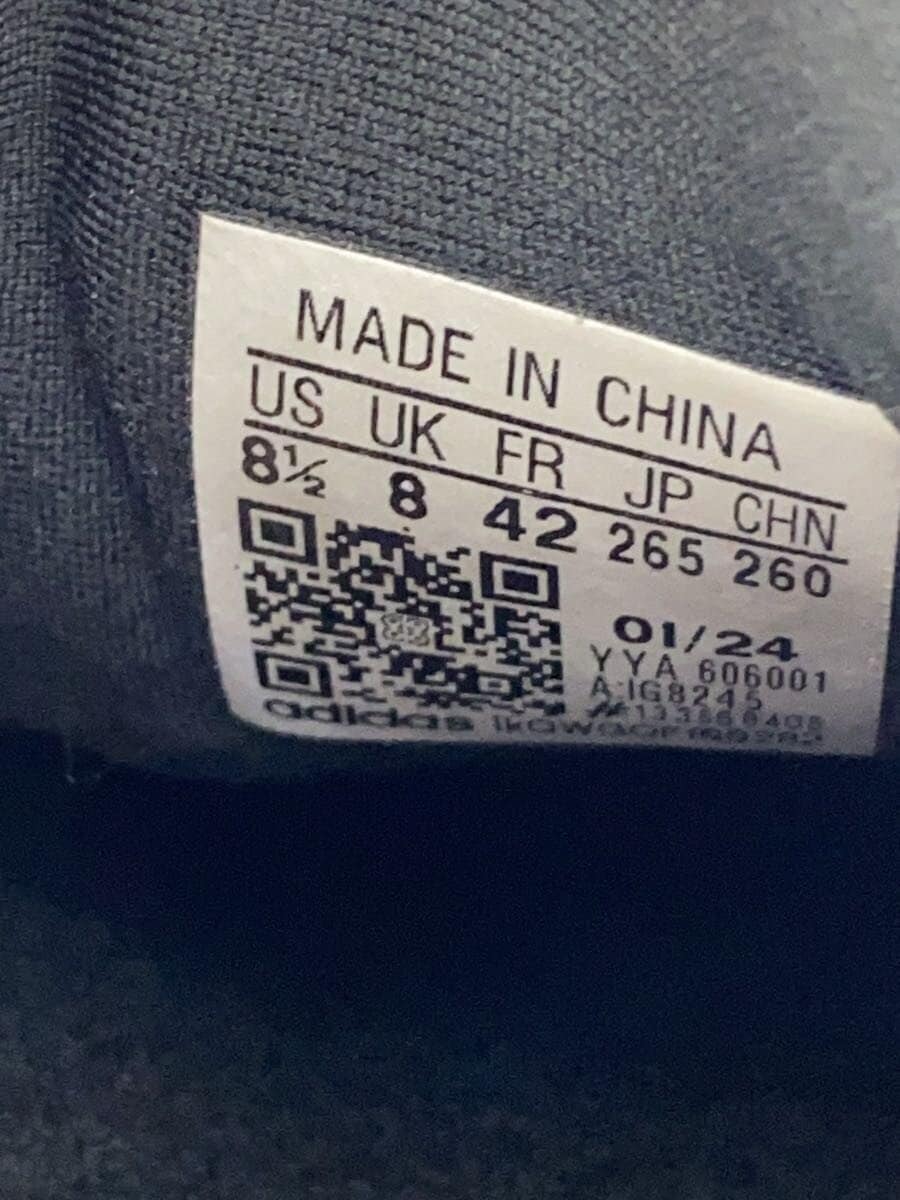 MADE IN CHINA
US UK FR JP CHN
8½ 8 42 265 260
01/24
YYA 606001
A:IG8245
adidas